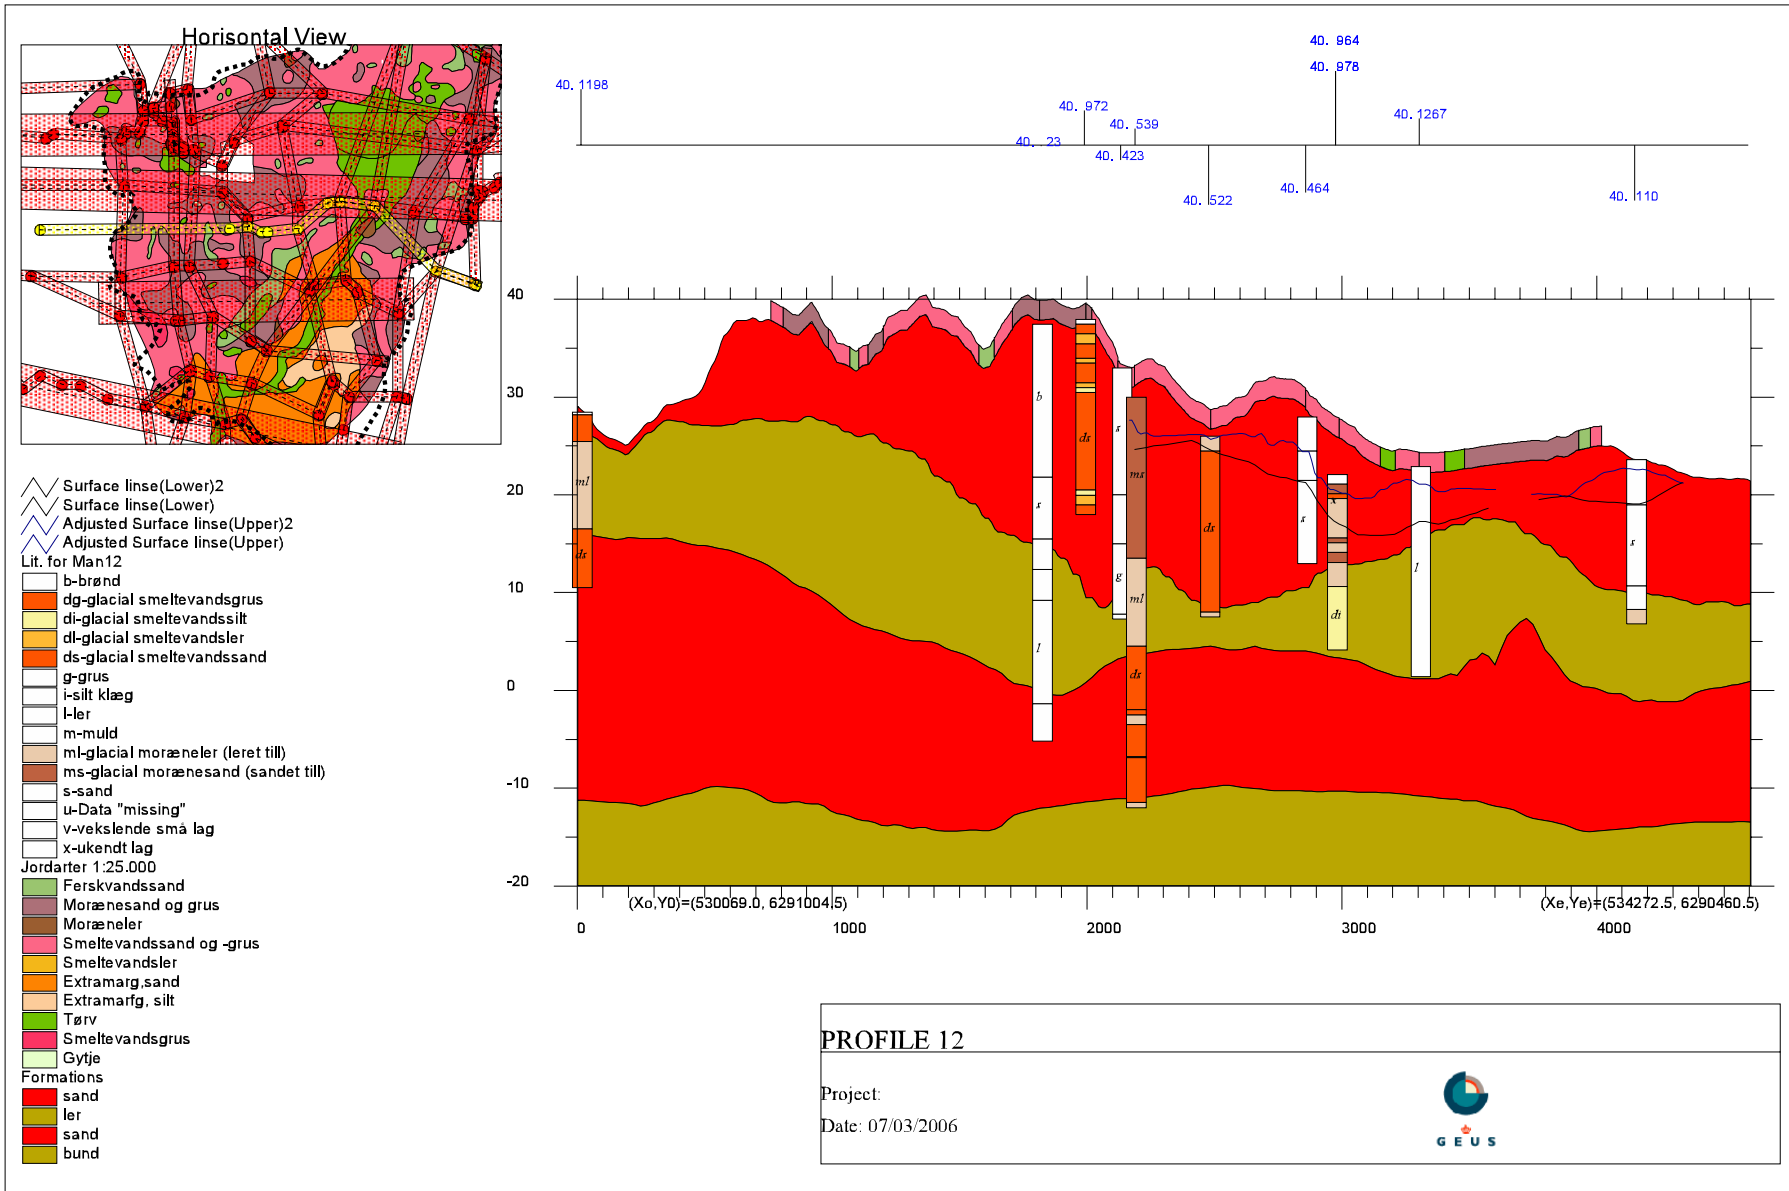 Horisontal View
40. 1198
40. 972
40. 539
40. 964
40. 978
40. 1267
40. 423
40. 522
40. 464
40. 110
Surface linse(Lower)2
Surface linse(Lower)
Adjusted Surface linse(Upper)2
Adjusted Surface linse(Upper)
Lit. for Man12
b-brønd
dg-glacial smeltevandsgrus
di-glacial smeltevandssilt
dl-glacial smeltevandsler
ds-glacial smeltevandssand
g-grus
i-silt klæg
l-ler
m-muld
ml-glacial moræneler (leret till)
ms-glacial morænesand (sandet till)
s-sand
u-Data "missing"
v-vekslende små lag
x-ukendt lag
Jordarter 1:25.000
Ferskvandssand
Morænesand og grus
Moræneler
Smeltevandssand og -grus
Smeltevandsler
Extramarg,sand
Extramarfg, silt
Tørv
Smeltevandsgrus
Gytje
Formations
sand
ler
sand
bund
40
30
20
10
0
-10
-20
ml
ds
b
s
l
ds
s
g
ms
ml
ds
ds
s
x
di
l
s
(Xo,Y0)=(530069.0, 6291004.5)
(Xe,Ye)=(534272.5, 6290460.5)
0
1000
2000
3000
4000
PROFILE 12
Project:
Date: 07/03/2006
G E U S